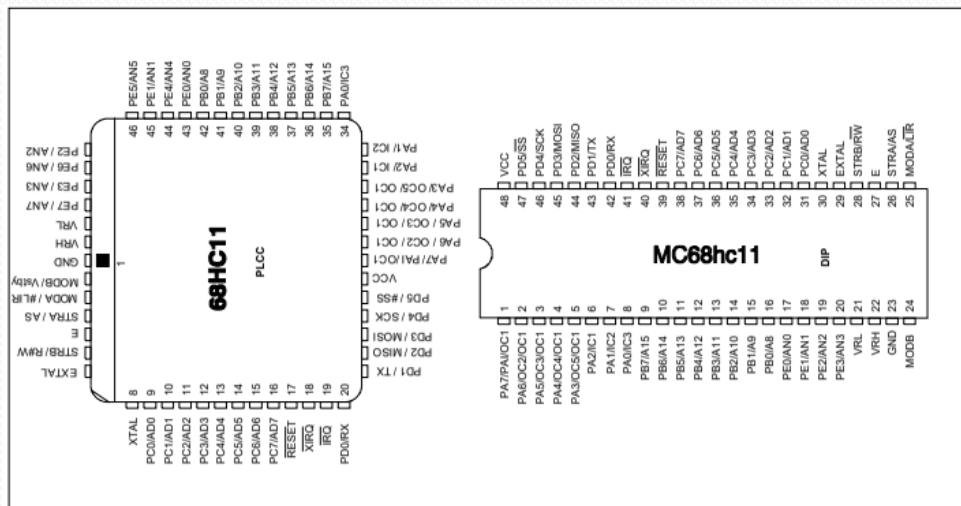 PE5/AN5
PE1/AN1
PE4/AN4
PE0/AN0
PB0/A8
PB1/A9
PB2/A10
PB3/A11
PB4/A12
PB5/A13
PB6/A14
PB7/A15
PA0/IC3
46
45
44
43
42
41
40
39
38
37
36
35
34
PE2 / AN2
PE6 / AN6
PE3 / AN3
PE7 / AN7
VRL
VRH
GND
MODB/ Vstby
MODA / #LIR
STRA / AS
E
STRB/ R#W
EXTAL
1
68HC11
PLCC
PA1/ IC2
PA2/ IC1
PA3/ OC5/ OC1
PA4/ OC4/ OC1
PA5 / OC3 / OC1
PA6 / OC2 / OC1
PA7/ PAI /OC1
VCC
PD5 / #SS
PD4 / SCK
PD3 / MOSI
PD2 / MISO
PD1 / TX
8
9
10
11
12
13
14
15
16
17
18
19
20
XTAL
PC0/AD0
PC1/AD1
PC2/AD2
PC3/AD3
PC4/AD4
PC5/AD5
PC6/AD6
PC7/AD7
RESET
XIRQ
IRQ
PD0/RX
VCC
PD5/SS
PD4/SCK
PD3/MOSI
PD2/MISO
PD1/TX
PD0/RX
IRQ
XIRQ
RESET
PC7/AD7
PC6/AD6
PC5/AD5
PC4/AD4
PC3/AD3
PC2/AD2
PC1/AD1
PC0/AD0
XTAL
EXTAL
STRB/RW
E
STRA/AS
MODA/LIR
48
47
46
45
44
43
42
41
40
39
38
37
36
35
34
33
32
31
30
29
28
27
26
25
MC68hc11
DIP
1
2
3
4
5
6
7
8
9
10
11
12
13
14
15
16
17
18
19
20
21
22
23
24
PA7/PAI/OC1
PA6/OC2/OC1
PA5/OC3/OC1
PA4/OC4/OC1
PA3/OC5/OC1
PA2/IC1
PA1/IC2
PA0/IC3
PB7/A15
PB6/A14
PB5/A13
PB4/A12
PB3/A11
PB2/A10
PB1/A9
PB0/A8
PE0/AN0
PE1/AN1
PE2/AN2
PE3/AN3
VRL
VRH
GND
MODB